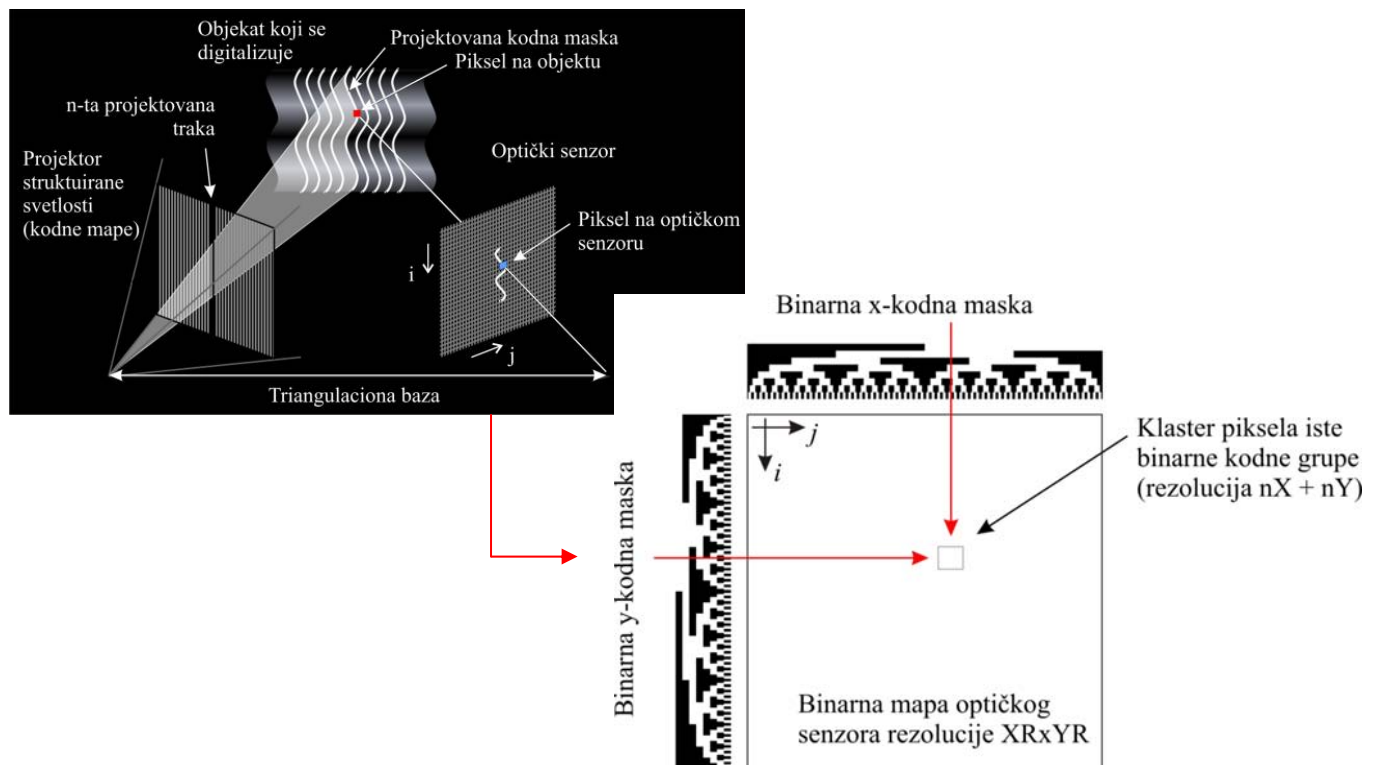 Objekat koji se
digitalizuje
Projektovana kodna maska
Piksel na objektu
n-ta projektovana
traka
Projektor
struktuirane
svetlosti
(kodne mape)
Optički senzor
Piksel na optičkom
senzoru
i
j
Triangulaciona baza
Binarna x-kodna maska
Binarna y-kodna maska
j
i
Klaster piksela iste
binarne kodne grupe
(rezolucija nX + nY)
Binarna mapa optičkog
senzora rezolucije XRxYR